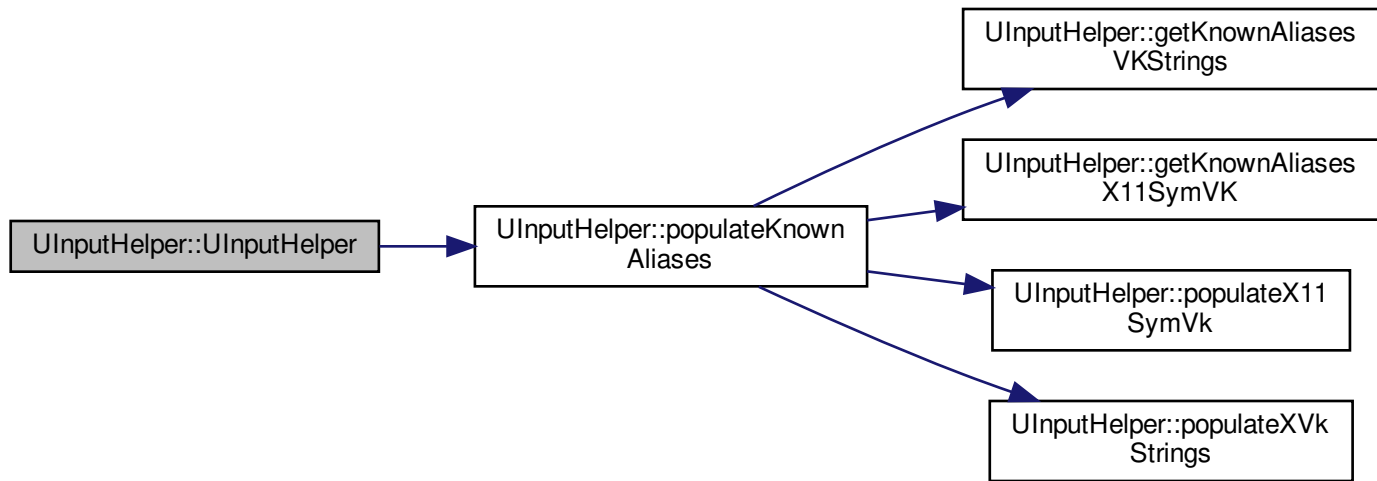 UInputHelper::UInputHelper
UInputHelper::populateKnown
Aliases
UInputHelper::getKnownAliases
VKStrings
UInputHelper::getKnownAliases
X11SymVK
UInputHelper::populateX11
SymVk
UInputHelper::populateXVk
Strings